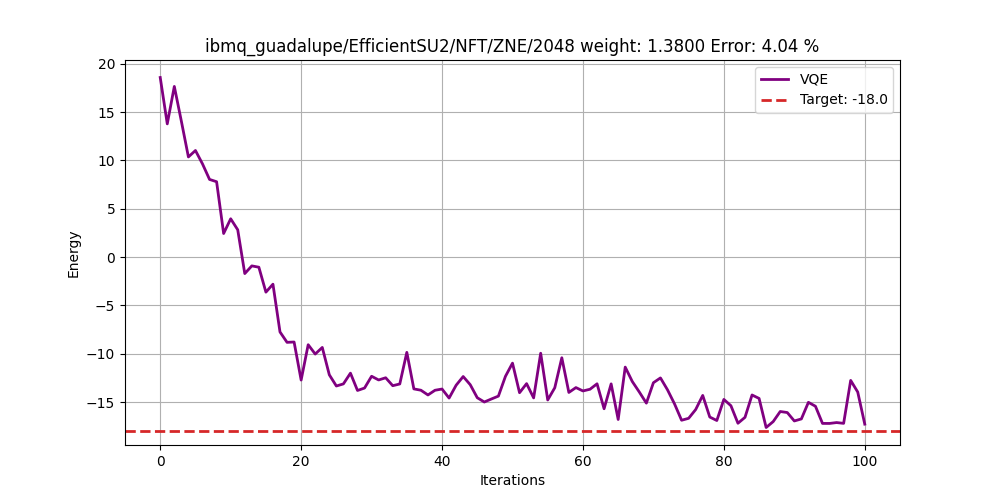 ibmq_guadalupe/EfficientSU2/NFT/ZNE/2048 weight: 1.3800 Error: 4.04 %
VQE
Target: -18.0
20
15
10
5
0
−5
−10
−15
Energy
0 20 40 60 80 100
Iterations